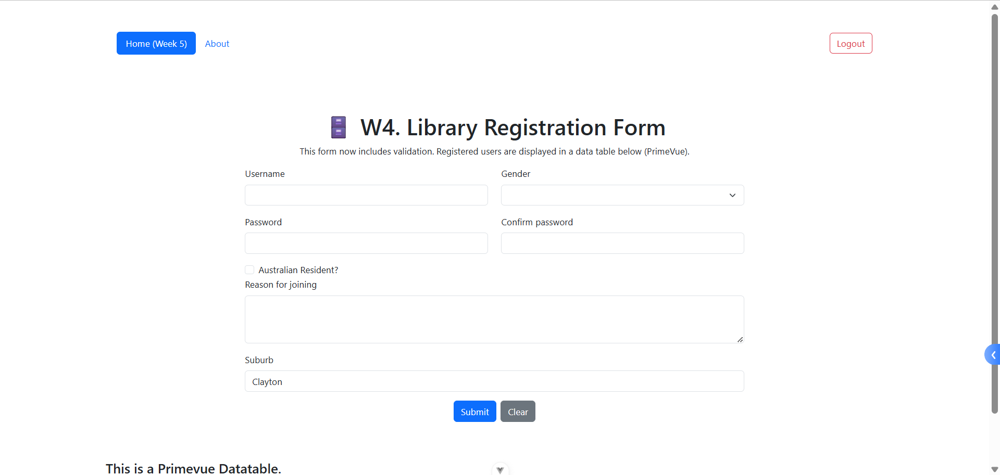 Home (Week 5) About Logout
🗄️ W4. Library Registration Form
This form now includes validation. Registered users are displayed in a data table below (PrimeVue).
Username Gender
Password Confirm password
Australian Resident?
Reason for joining
Suburb
Clayton
Submit Clear
This is a Primevue Datatable.